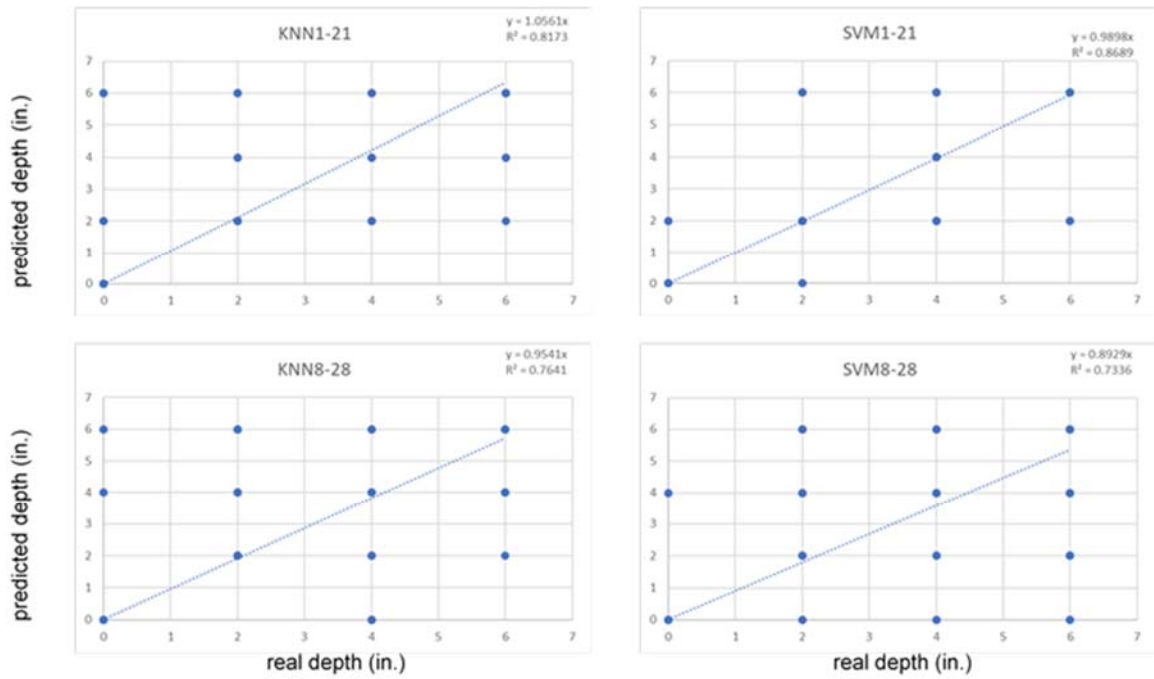 KNN1-21
y = 1.0561x
R² = 0.8173
predicted depth (in.)
7
6
5
4
3
2
1
0
0 1 2 3 4 5 6 7
SVM1-21
y = 0.9898x
R² = 0.8689
7
6
5
4
3
2
1
0
0 1 2 3 4 5 6 7
KNN8-28
y = 0.9541x
R² = 0.7641
predicted depth (in.)
7
6
5
4
3
2
1
0
0 1 2 3 4 5 6 7
real depth (in.)
SVM8-28
y = 0.8929x
R² = 0.7336
7
6
5
4
3
2
1
0
0 1 2 3 4 5 6 7
real depth (in.)